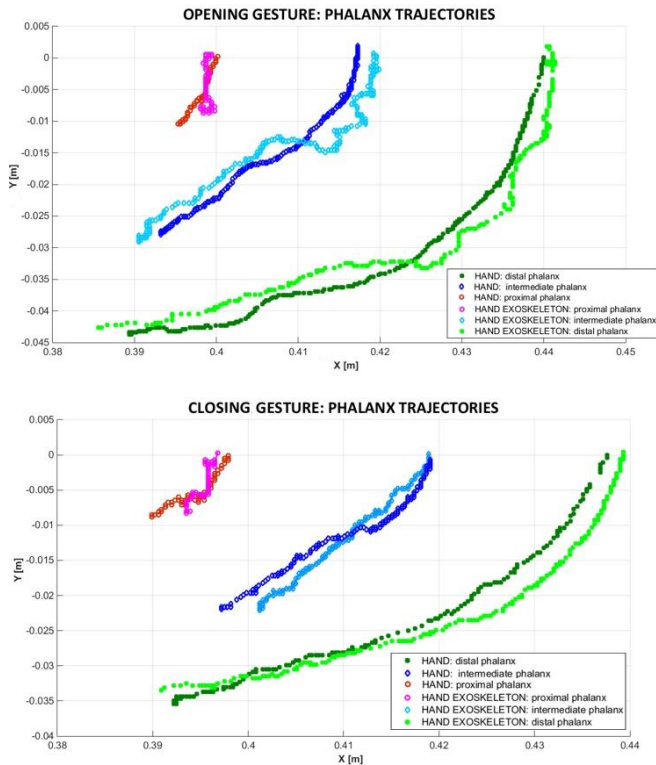 OPENING GESTURE: PHALANX TRAJECTORIES
0.005
0
-0.005
-0.01
-0.015
-0.02
-0.025
-0.03
-0.035
-0.04
-0.045
Y [m]
HAND: distal phalanx
HAND: intermediate phalanx
HAND: proximal phalanx
HAND EXOSKELETON: proximal phalanx
HAND EXOSKELETON: intermediate phalanx
HAND EXOSKELETON: distal phalanx
0.38 0.39 0.4 0.41 0.42 0.43 0.44 0.45
X [m]
CLOSING GESTURE: PHALANX TRAJECTORIES
0.005
0
-0.005
-0.01
-0.015
-0.02
-0.025
-0.03
-0.035
-0.04
Y [m]
HAND: distal phalanx
HAND: intermediate phalanx
HAND: proximal phalanx
HAND EXOSKELETON: proximal phalanx
HAND EXOSKELETON: intermediate phalanx
HAND EXOSKELETON: distal phalanx
0.38 0.39 0.4 0.41 0.42 0.43 0.44
X [m]